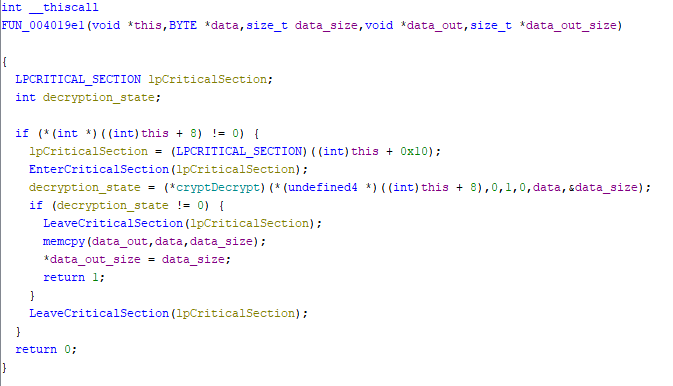 int __thiscall
FUN_004019e1(void *this,BYTE *data,size_t data_size,void *data_out,size_t *data_out_size)
{
LPCRITICAL_SECTION lpCriticalSection;
int decryption_state;
if (*(int *)((int)this + 8) != 0) {
lpCriticalSection = (LPCRITICAL_SECTION)((int)this + 0x10);
EnterCriticalSection(lpCriticalSection);
decryption_state = (*cryptDecrypt)(*(undefined4 *)((int)this + 8),0,1,0,data,&data_size);
if (decryption_state != 0) {
LeaveCriticalSection(lpCriticalSection);
memcpy(data_out,data,data_size);
*data_out_size = data_size;
return 1;
}
LeaveCriticalSection(lpCriticalSection);
}
return 0;
}